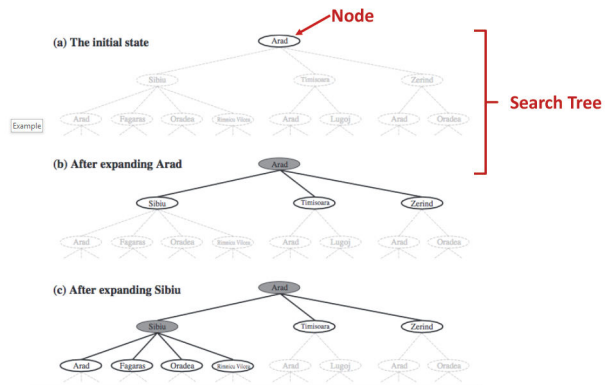 Node
(a) The initial state
Arad
Sibiu Timisoara Zerind
Search Tree
Example
Arad Fagaras Oradea Rimnicu Vilcea Arad Lugoj Arad Oradea
(b) After expanding Arad
Arad
Sibiu Timisoara Zerind
Arad Fagaras Oradea Rimnicu Vilcea Arad Lugoj Arad Oradea
(c) After expanding Sibiu
Arad
Sibiu Timisoara Zerind
Arad Fagaras Oradea Rimnicu Vilcea Arad Lugoj Arad Oradea